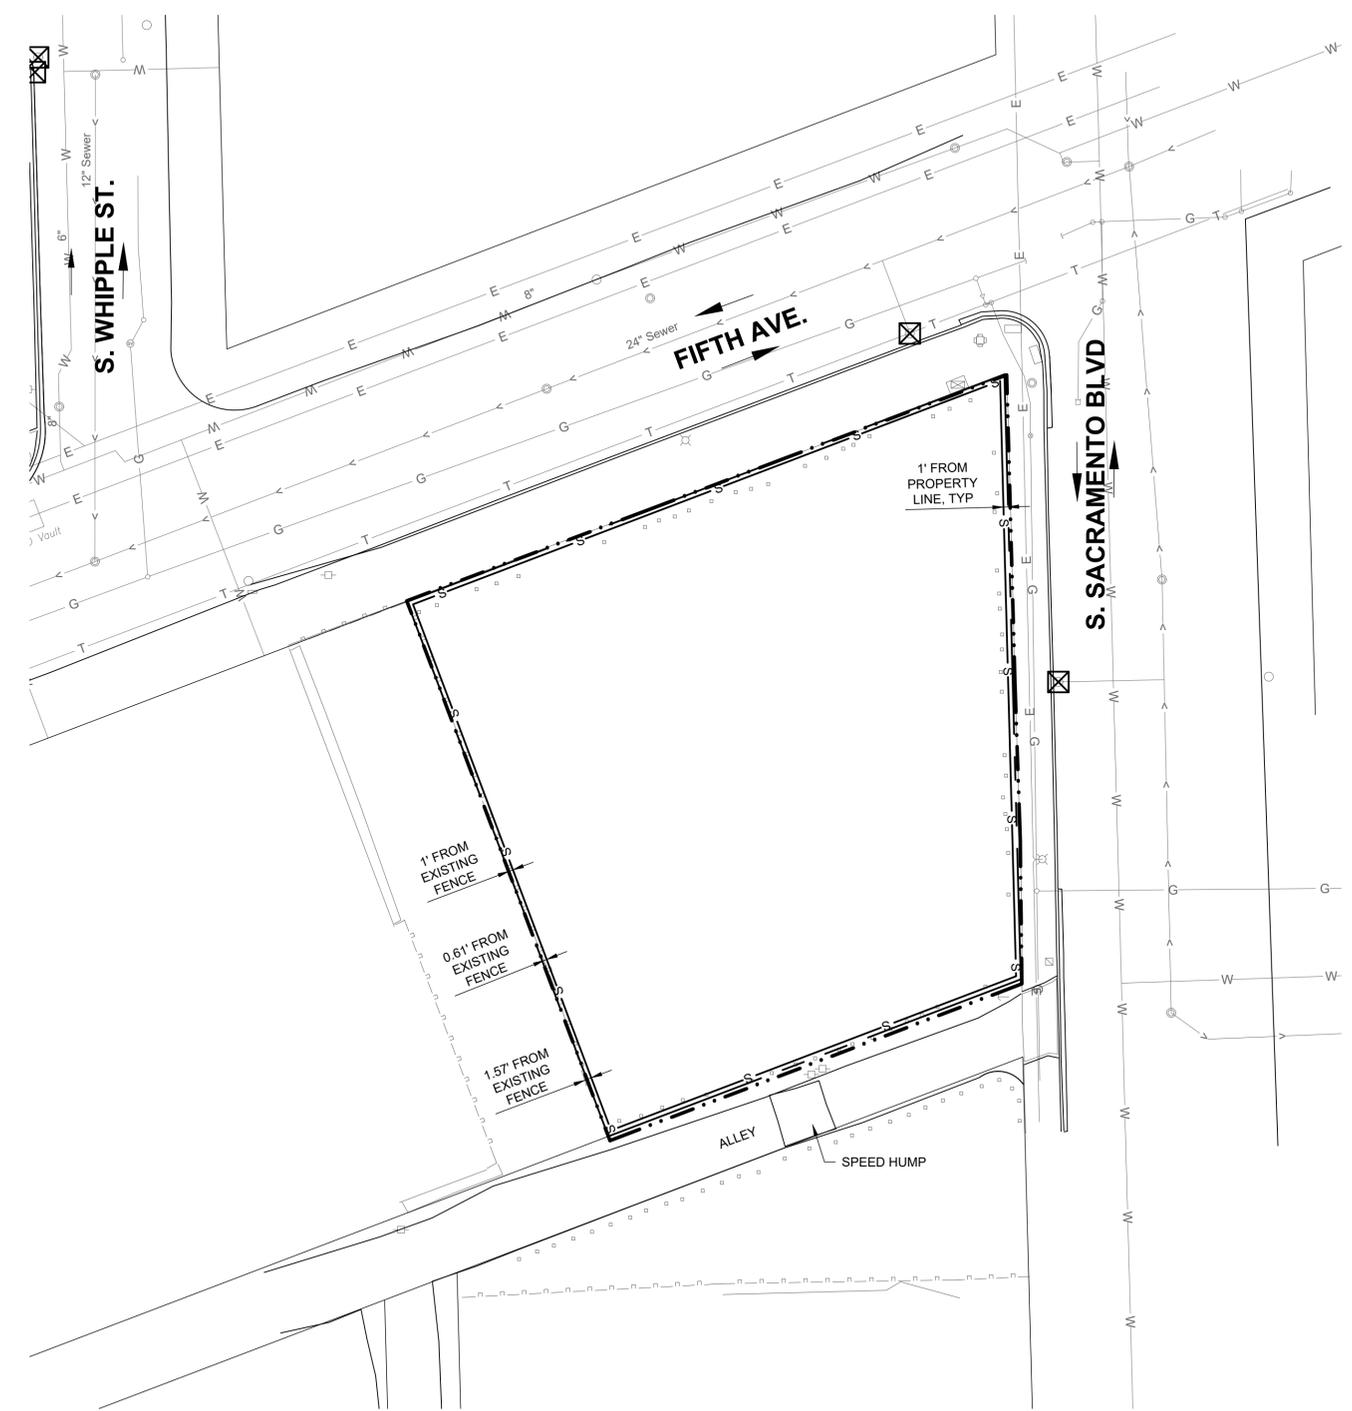 12" Sewer
6"
S. WHIPPLE ST.
8"
8"
24" Sewer
FIFTH AVE.
S. SACRAMENTO BLVD
Vault
1' FROM
PROPERTY
LINE, TYP
1' FROM
EXISTING
FENCE
0.61' FROM
EXISTING
FENCE
1.57' FROM
EXISTING
FENCE
ALLEY
SPEED HUMP